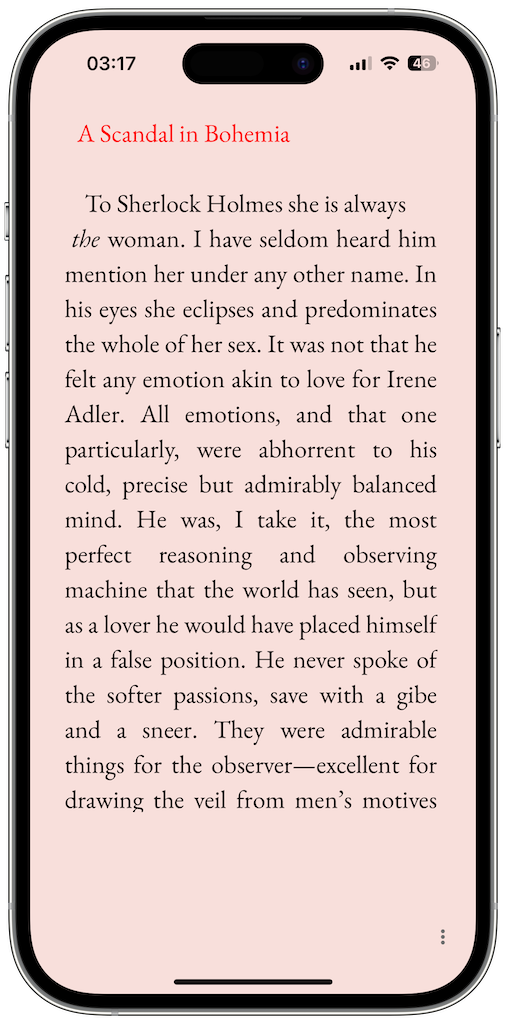 03:17
46
A Scandal in Bohemia
To Sherlock Holmes she is always
the woman. I have seldom heard him
mention her under any other name. In
his eyes she eclipses and predominates
the whole of her sex. It was not that he
felt any emotion akin to love for Irene
Adler. All emotions, and that one
particularly, were abhorrent to his
cold, precise but admirably balanced
mind. He was, I take it, the most
perfect reasoning and observing
machine that the world has seen, but
as a lover he would have placed himself
in a false position. He never spoke of
the softer passions, save with a gibe
and a sneer. They were admirable
things for the observer—excellent for
drawing the veil from men’s motives